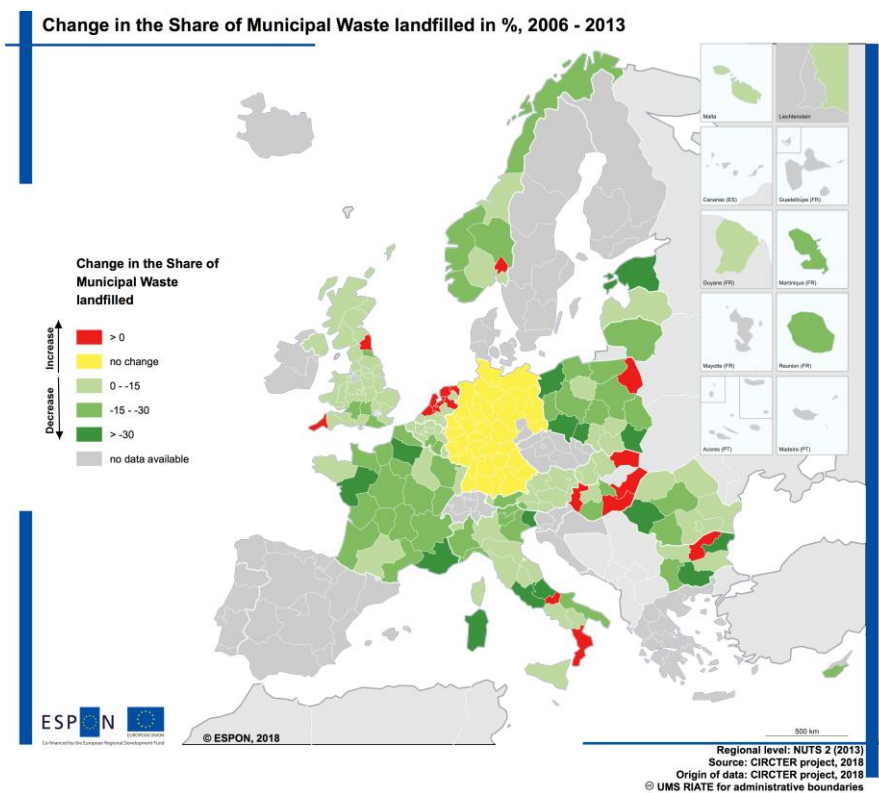 Change in the Share of Municipal Waste landfilled in %, 2006 - 2013
Malta
Liechtenstein
Canarias (ES)
Guadeloupe (FR)
Guyane (FR)
Martinique (FR)
Mayotte (FR)
Reunion (FR)
Acores (PT)
Madeira (PT)
Change in the Share of
Municipal Waste
landfilled
Increase
Decrease
> 0
no change
0 - -15
-15 - -30
> -30
no data available
ESPON
EUROPEAN UNION
Co-financed by the European Regional Development Fund
© ESPON, 2018
500 km
Regional level: NUTS 2 (2013)
Source: CIRCTER project, 2018
Origin of data: CIRCTER project, 2018
© UMS RIATE for administrative boundaries